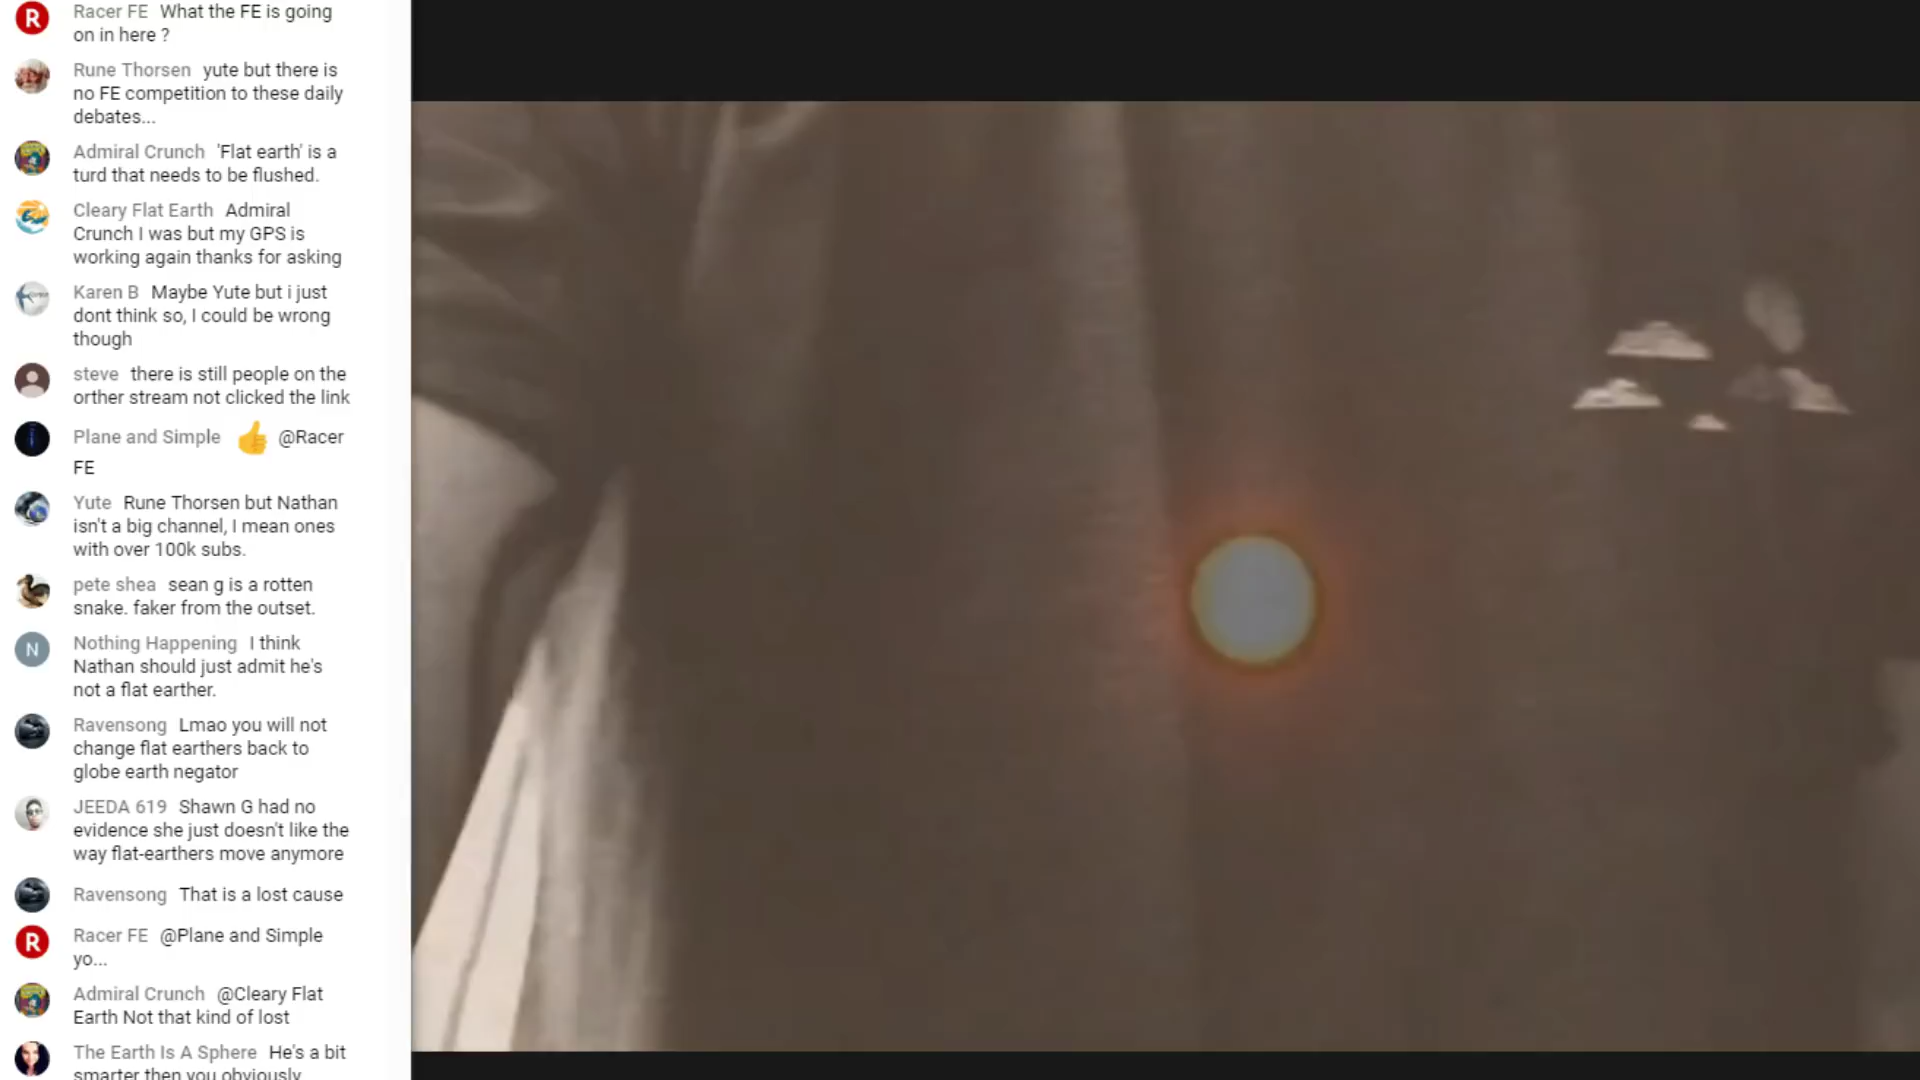 Racer FE What the FE is going
on in here ?
Rune Thorsen yute but there is
no FE competition to these daily
debates...
Admiral Crunch 'Flat earth' is a
turd that needs to be flushed.
Cleary Flat Earth Admiral
Crunch I was but my GPS is
working again thanks for asking
Karen B Maybe Yute but i just
dont think so, I could be wrong
though
steve there is still people on the
orther stream not clicked the link
Plane and Simple 👍 @Racer
FE
Yute Rune Thorsen but Nathan
isn't a big channel, I mean ones
with over 100k subs.
pete shea sean g is a rotten
snake. faker from the outset.
N
Nothing Happening I think
Nathan should just admit he's
not a flat earther.
Ravensong Lmao you will not
change flat earthers back to
globe earth negator
JEEDA 619 Shawn G had no
evidence she just doesn't like the
way flat-earthers move anymore
Ravensong That is a lost cause
R
Racer FE @Plane and Simple
yo...
Admiral Crunch @Cleary Flat
Earth Not that kind of lost
The Earth Is A Sphere He's a bit
smarter then you obviously